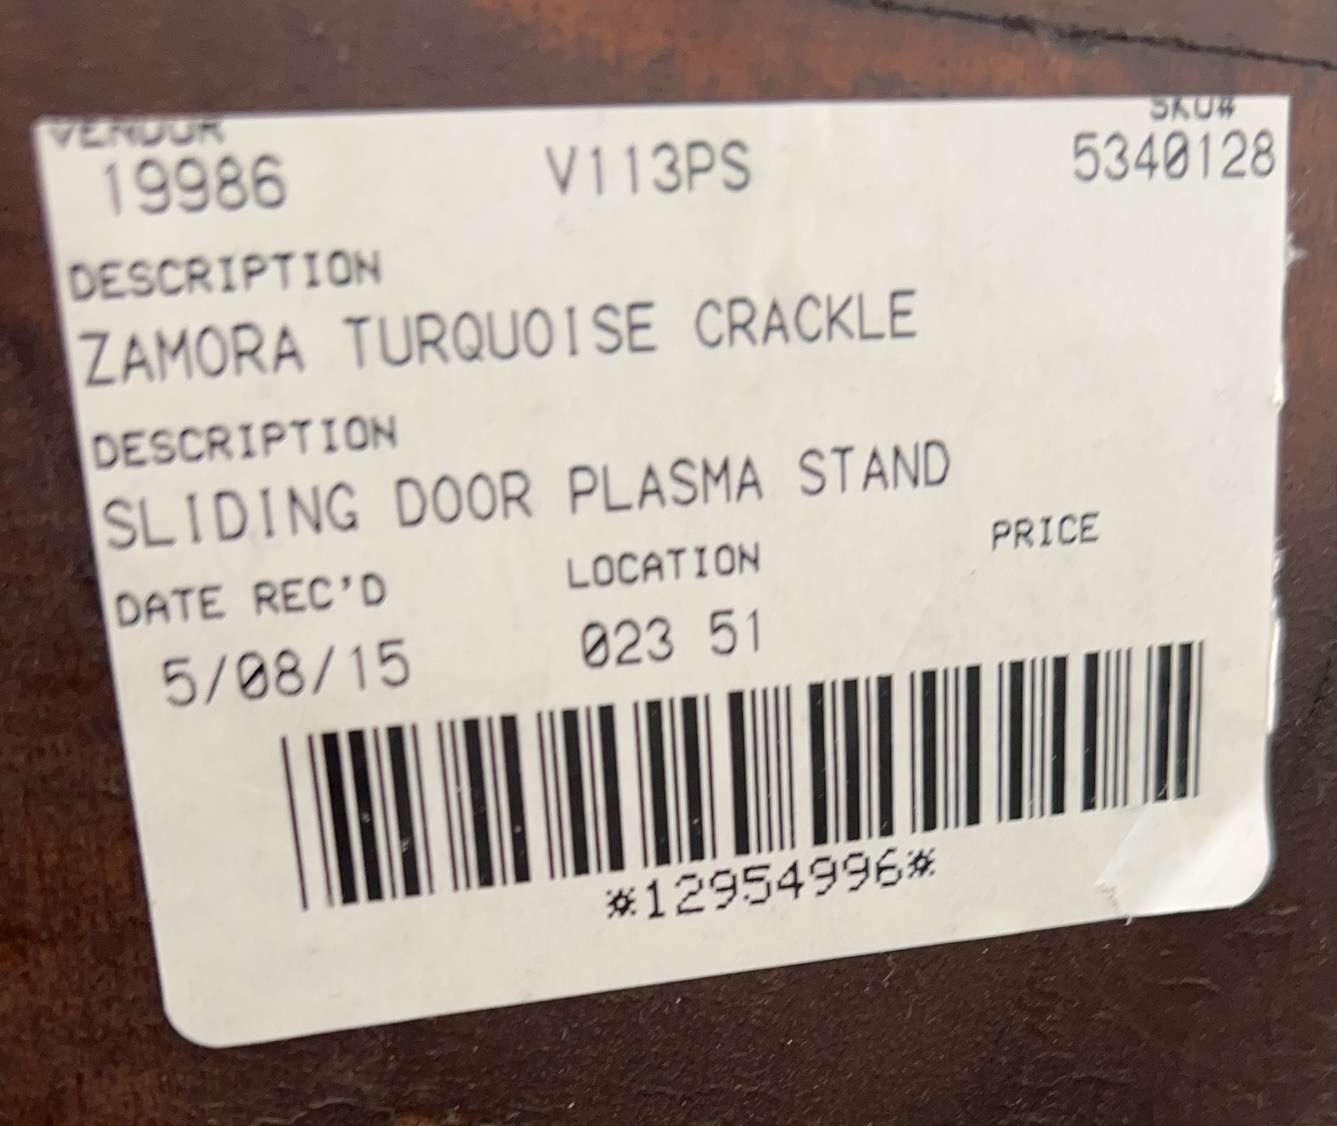 VENDOR SKU#
19986 V113PS 5340128
DESCRIPTION
ZAMORA TURQUOISE CRACKLE
DESCRIPTION
SLIDING DOOR PLASMA STAND
DATE REC'D LOCATION PRICE
5/08/15 023 51
*12954996*